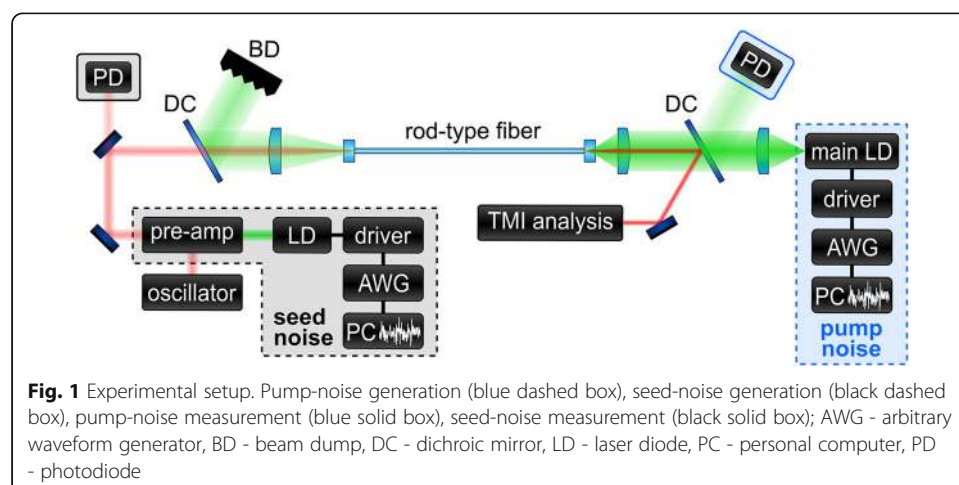 BD
PD
DC
PD
DC
rod-type fiber
main LD
driver
AWG
PC
pump
noise
TMI analysis
pre-amp
LD
driver
oscillator
AWG
seed
noise
PC
Fig. 1 Experimental setup. Pump-noise generation (blue dashed box), seed-noise generation (black dashed
box), pump-noise measurement (blue solid box), seed-noise measurement (black solid box); AWG - arbitrary
waveform generator, BD - beam dump, DC - dichroic mirror, LD - laser diode, PC - personal computer, PD
- photodiode